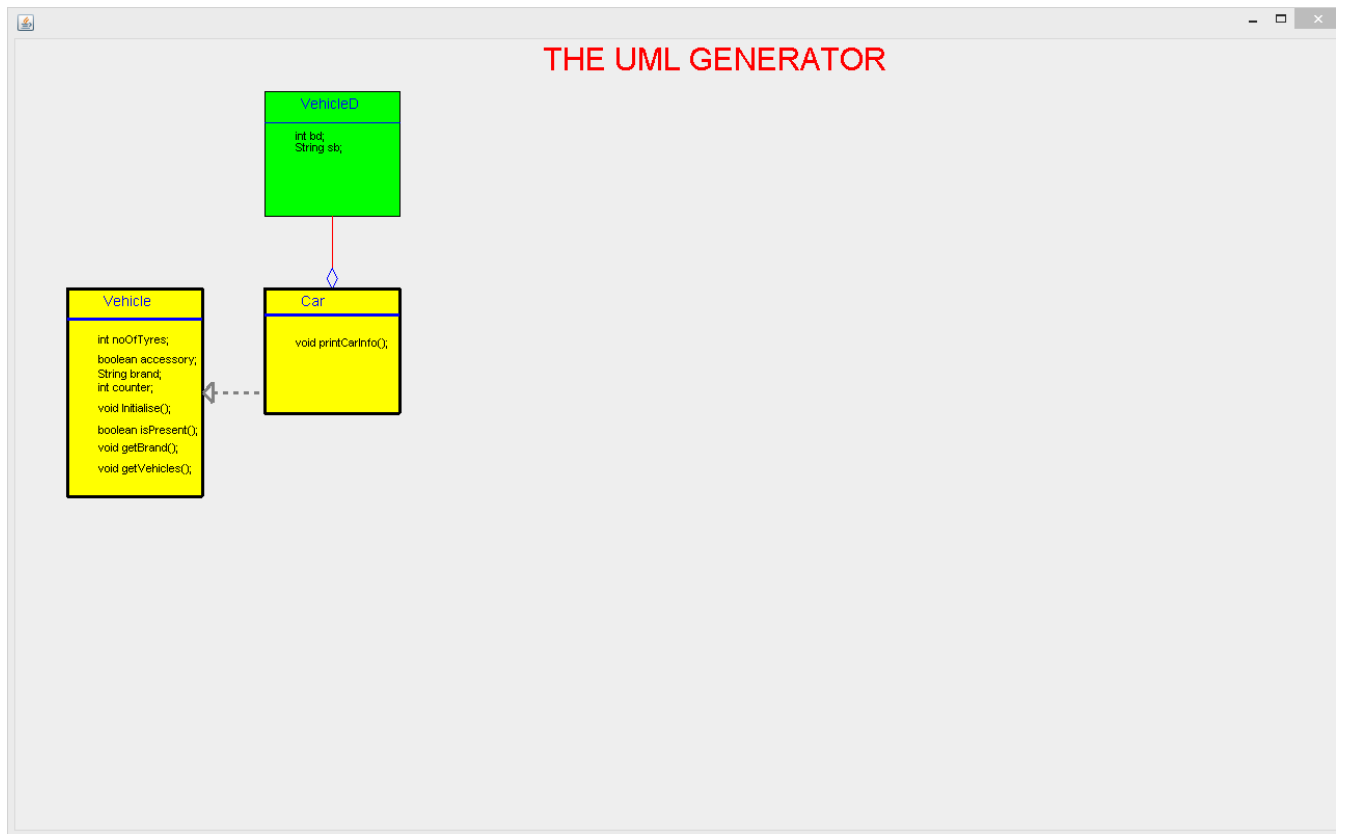 THE UML GENERATOR
VehicleD
int bd;
String sb;
Vehicle
int noOfTyres;
boolean accessory;
String brand;
int counter;
void Initialise();
boolean isPresent();
void getBrand();
void getVehicles();
Car
void printCarInfo();